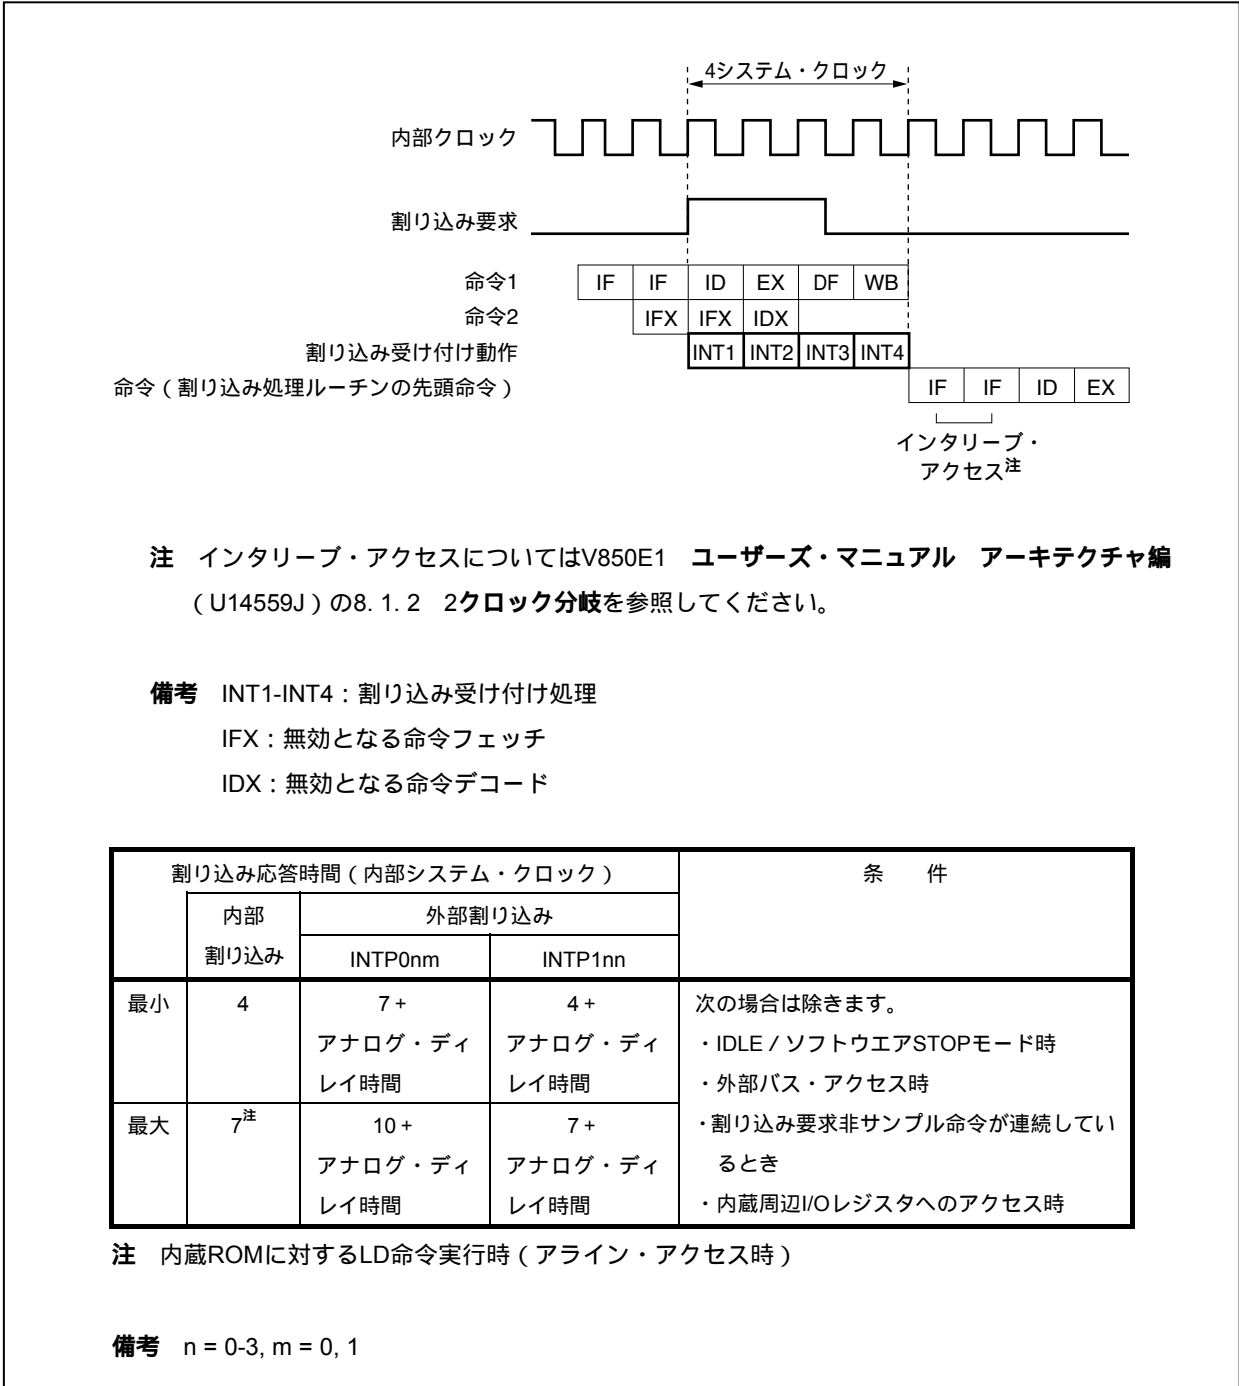 4システム・クロック
内部クロック
割り込み要求
命令1 IF IF ID EX DF WB
命令2 IFX IFX IDX
割り込み受け付け動作 INT1 INT2 INT3 INT4
命令（割り込み処理ルーチンの先頭命令） IF IF ID EX
インタリーブ・
アクセス注
注　インタリーブ・アクセスについてはV850E1　ユーザーズ・マニュアル　アーキテクチャ編
（U14559J）の8. 1. 2　2クロック分岐を参照してください。
備考　INT1-INT4：割り込み受け付け処理
IFX：無効となる命令フェッチ
IDX：無効となる命令デコード
割り込み応答時間（内部システム・クロック） 条　件
内部 外部割り込み
割り込み INTP0nm INTP1nn
最小 4 7＋ 4＋ 次の場合は除きます。
アナログ・ディ アナログ・ディ ・IDLE／ソフトウエアSTOPモード時
レイ時間 レイ時間 ・外部バス・アクセス時
最大 7注 10＋ 7＋ ・割り込み要求非サンプル命令が連続してい
アナログ・ディ アナログ・ディ るとき
レイ時間 レイ時間 ・内蔵周辺I/Oレジスタへのアクセス時
注　内蔵ROMに対するLD命令実行時（アライン・アクセス時）
備考　n = 0-3, m = 0, 1